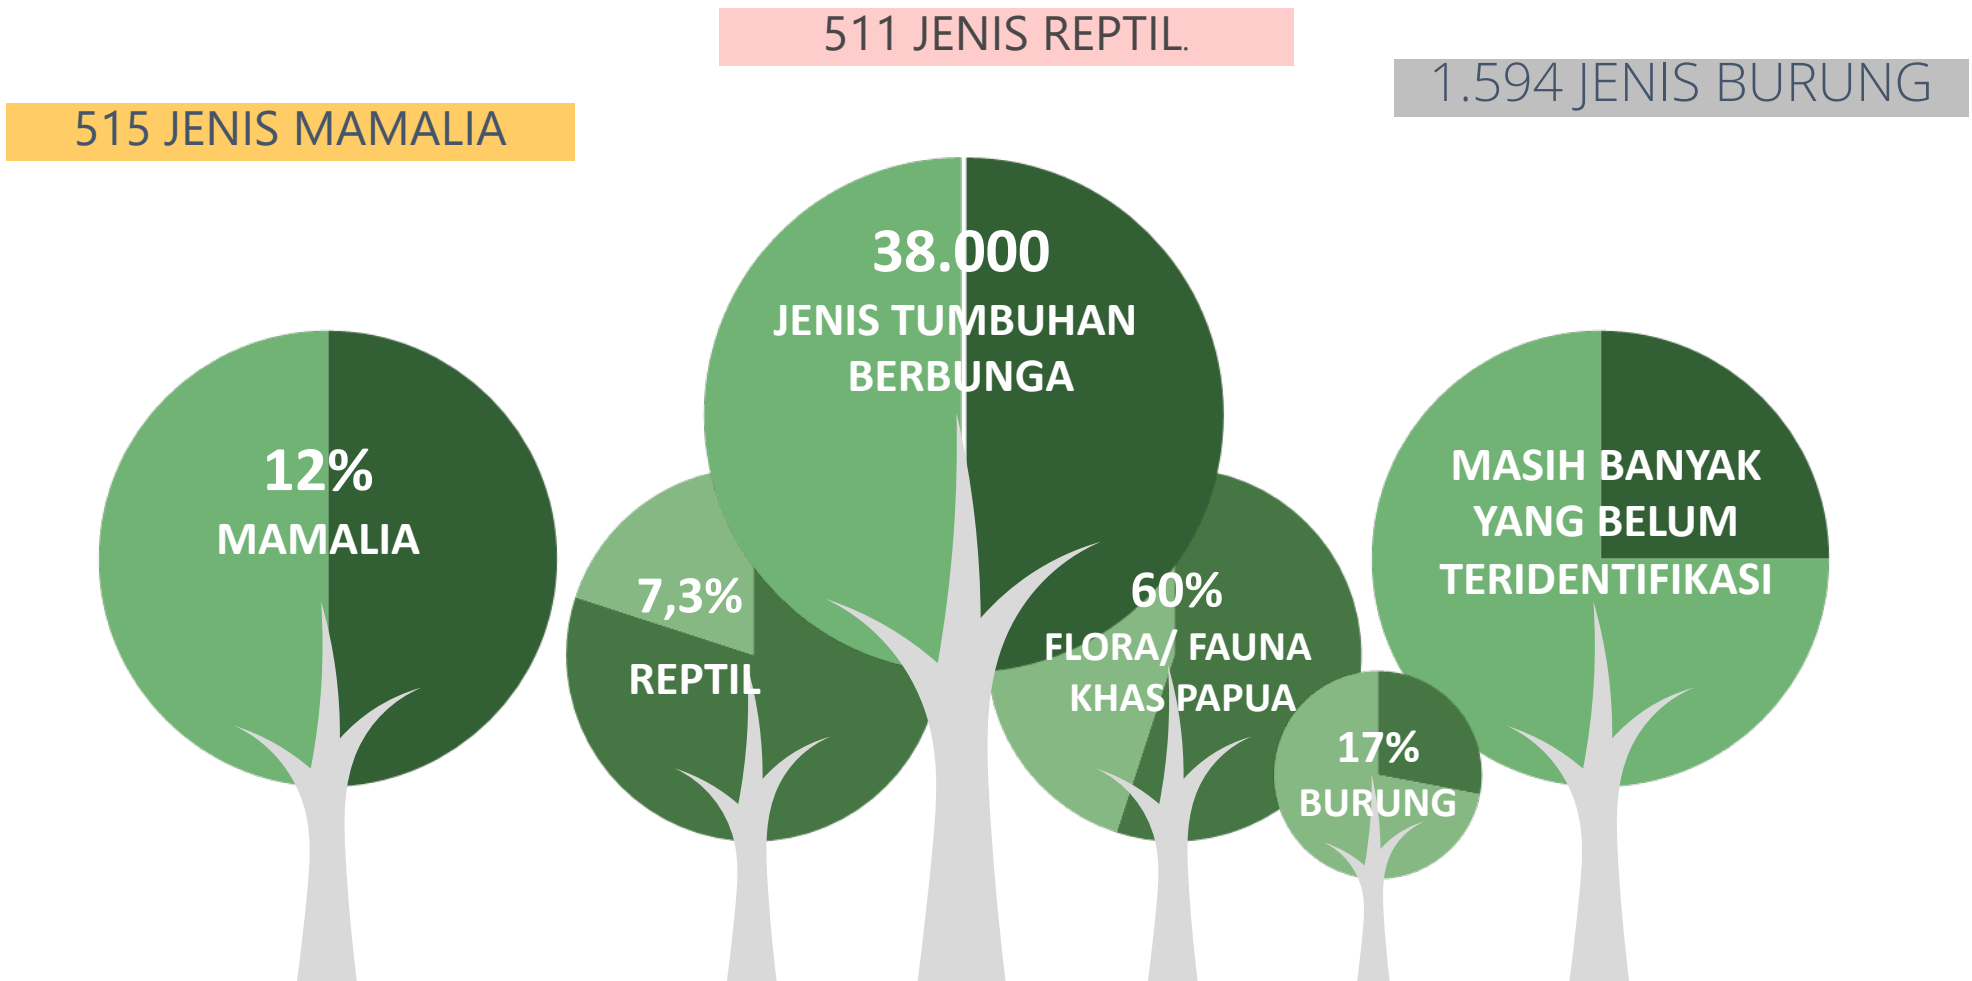 511 JENIS REPTIL.
1.594 JENIS BURUNG
515 JENIS MAMALIA
38.000
JENIS TUMBUHAN
BERBUNGA
12%
MAMALIA
7,3%
REPTIL
60%
FLORA/ FAUNA
KHAS PAPUA
17%
BURUNG
MASIH BANYAK
YANG BELUM
TERIDENTIFIKASI